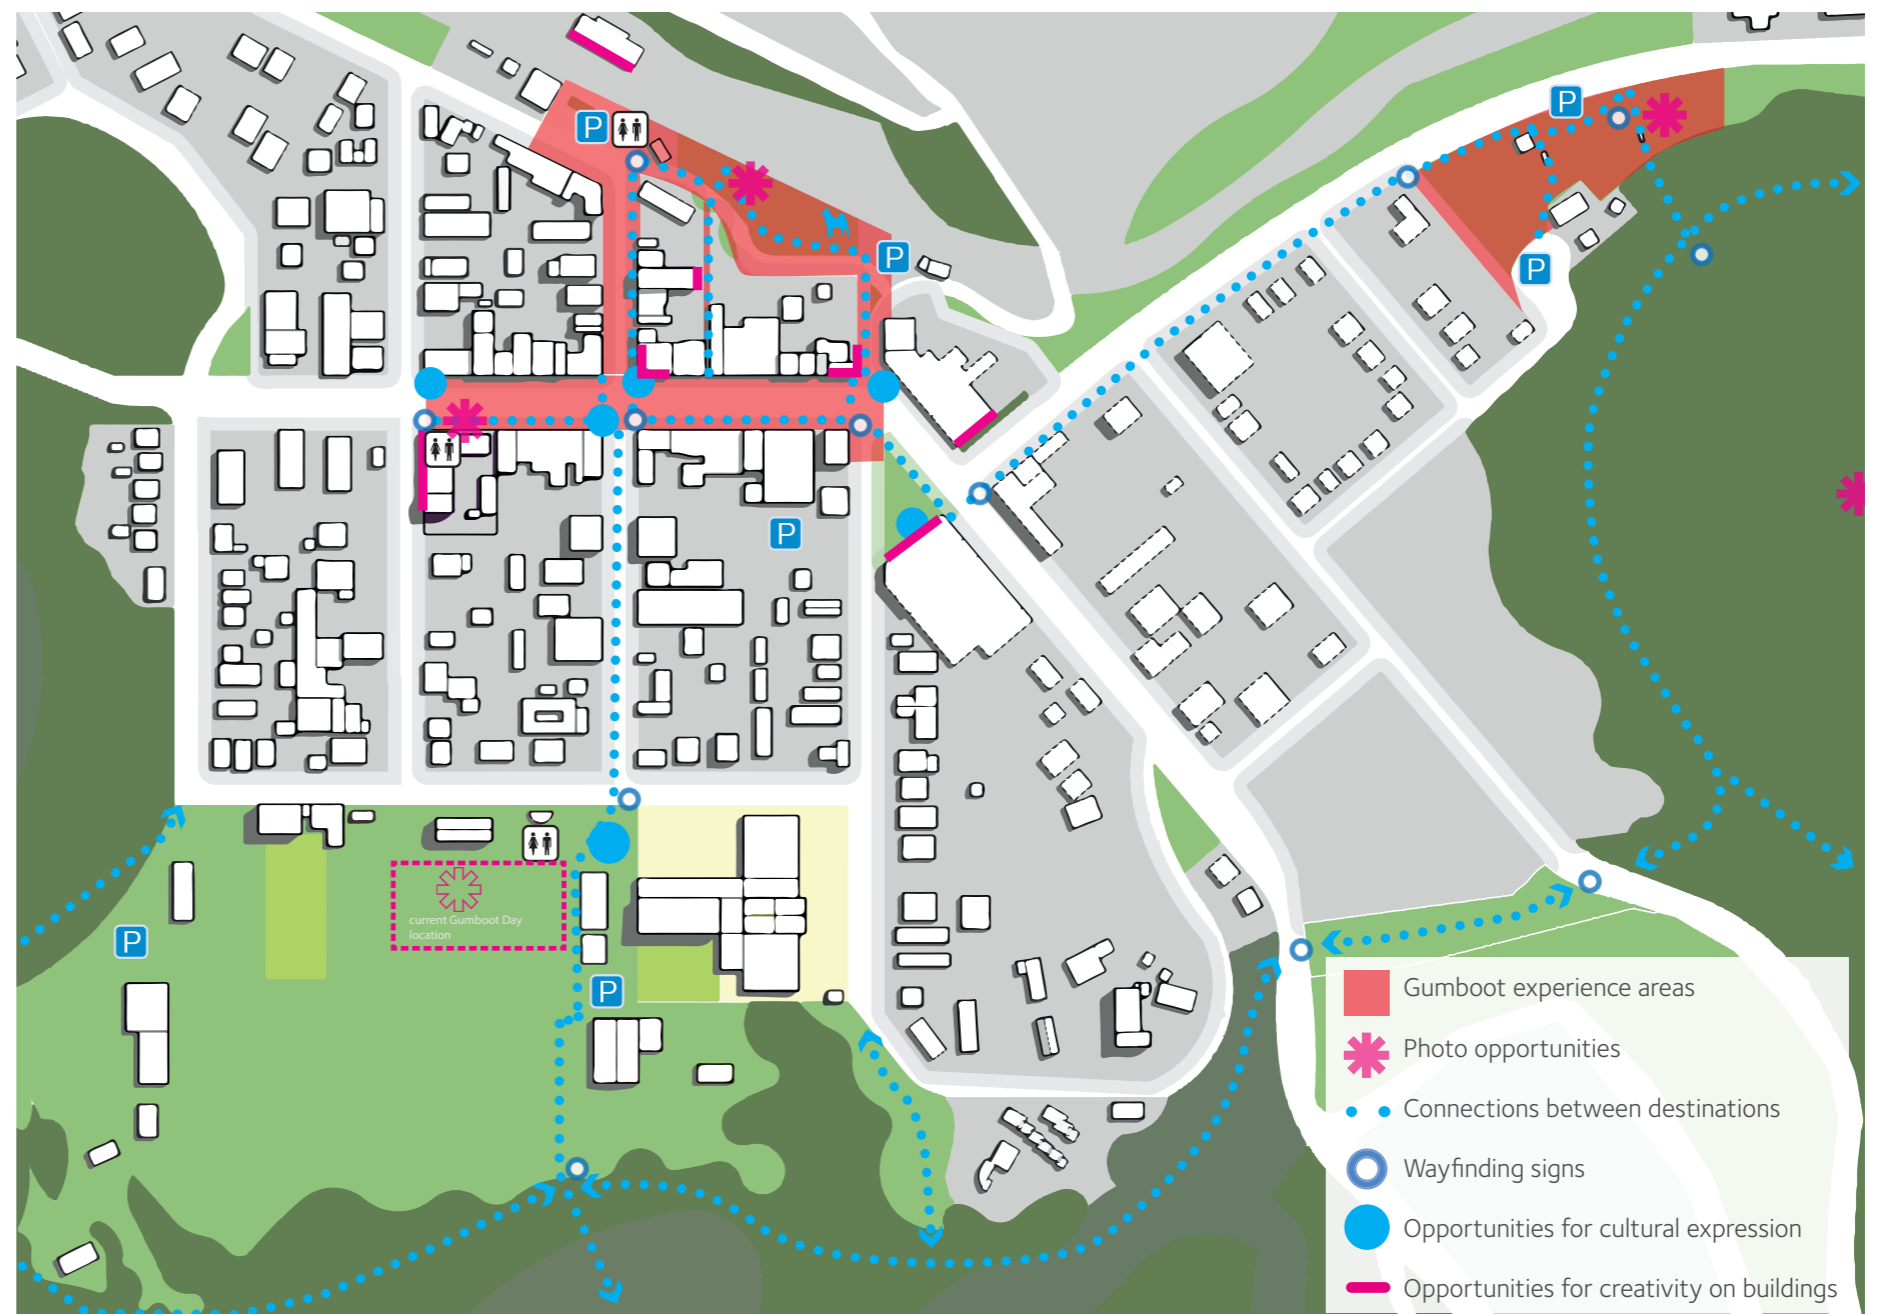 P
P
P
P
P
P
current Gumboot Day
location
P
P
Gumboot experience areas
Photo opportunities
Connections between destinations
Wayfinding signs
Opportunities for cultural expression
Opportunities for creativity on buildings